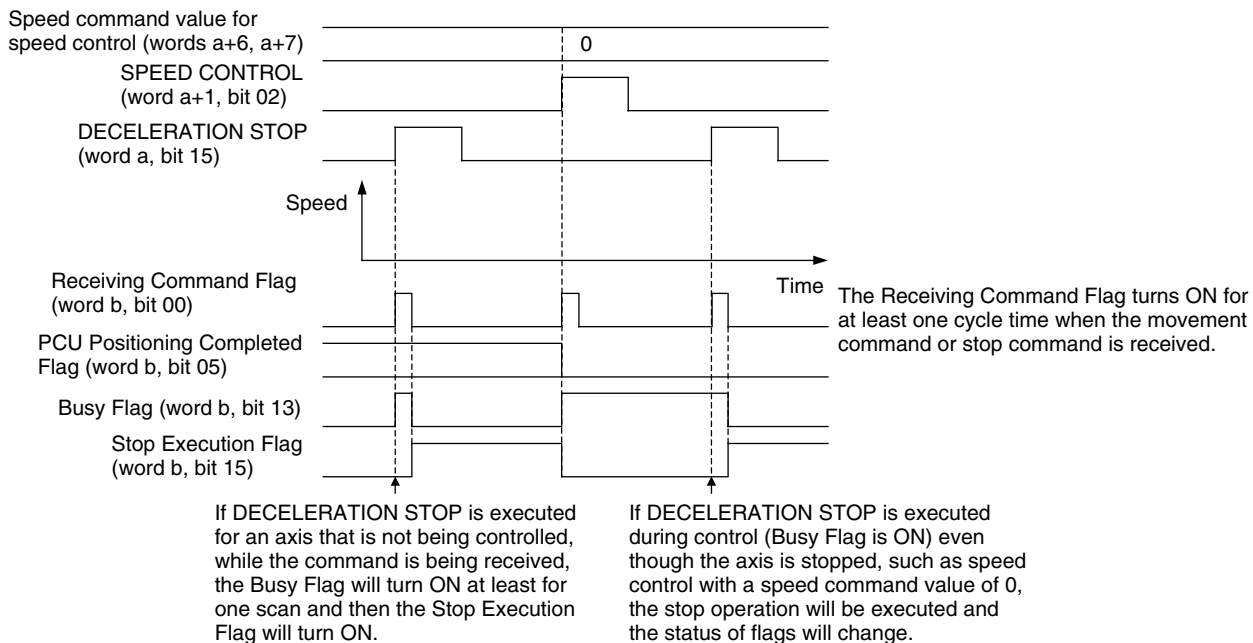 Speed command value for
speed control (words a+6, a+7)
0
SPEED CONTROL
(word a+1, bit 02)
DECELERATION STOP
(word a, bit 15)
Speed
Time
Receiving Command Flag
(word b, bit 00)
The Receiving Command Flag turns ON for
at least one cycle time when the movement
command or stop command is received.
PCU Positioning Completed
Flag (word b, bit 05)
Busy Flag (word b, bit 13)
Stop Execution Flag
(word b, bit 15)
If DECELERATION STOP is executed
for an axis that is not being controlled,
while the command is being received,
the Busy Flag will turn ON at least for
one scan and then the Stop Execution
Flag will turn ON.
If DECELERATION STOP is executed
during control (Busy Flag is ON) even
though the axis is stopped, such as speed
control with a speed command value of 0,
the stop operation will be executed and
the status of flags will change.